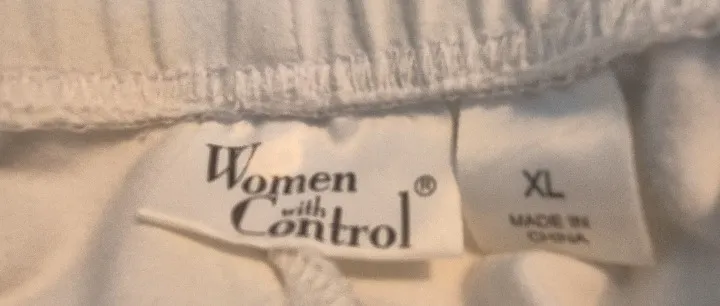 Women
with
Control®
XL
MADE IN
CHINA